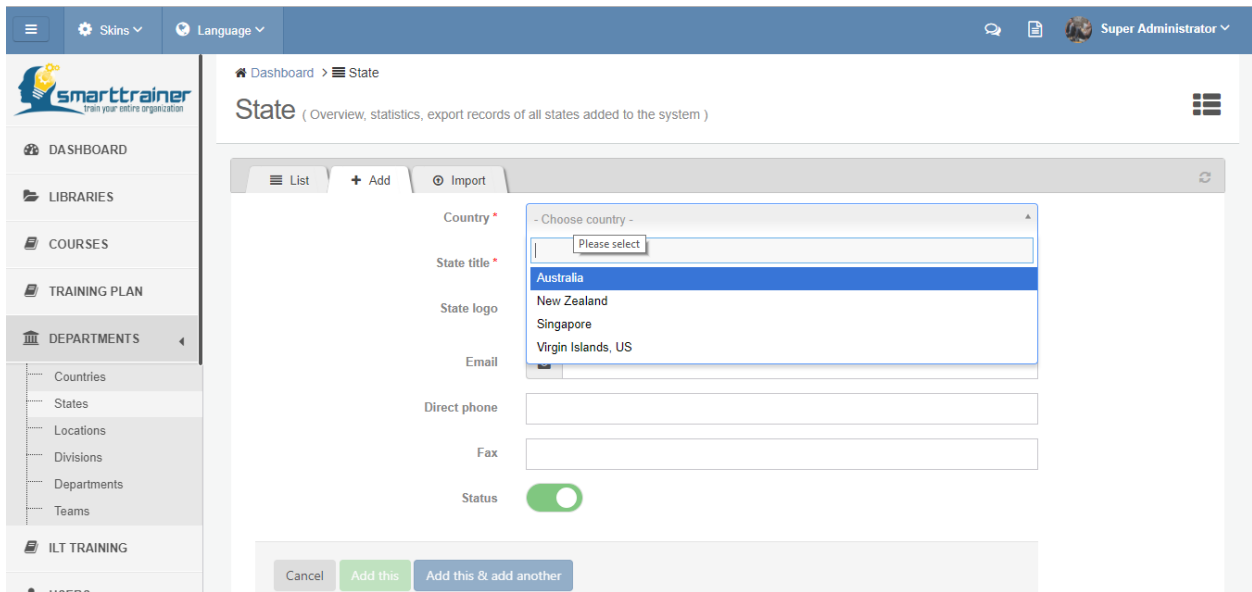 Skins
Language
Super Administrator
smarttrainer
train your entire organization
DASHBOARD
LIBRARIES
COURSES
TRAINING PLAN
DEPARTMENTS
Countries
States
Locations
Divisions
Departments
Teams
ILT TRAINING
USERS
Dashboard > State
State ( Overview, statistics, export records of all states added to the system )
List
Add
Import
Country *
- Choose country -
Please select
Australia
New Zealand
Singapore
Virgin Islands, US
State title *
State logo
Email
Direct phone
Fax
Status
Cancel
Add this
Add this & add another